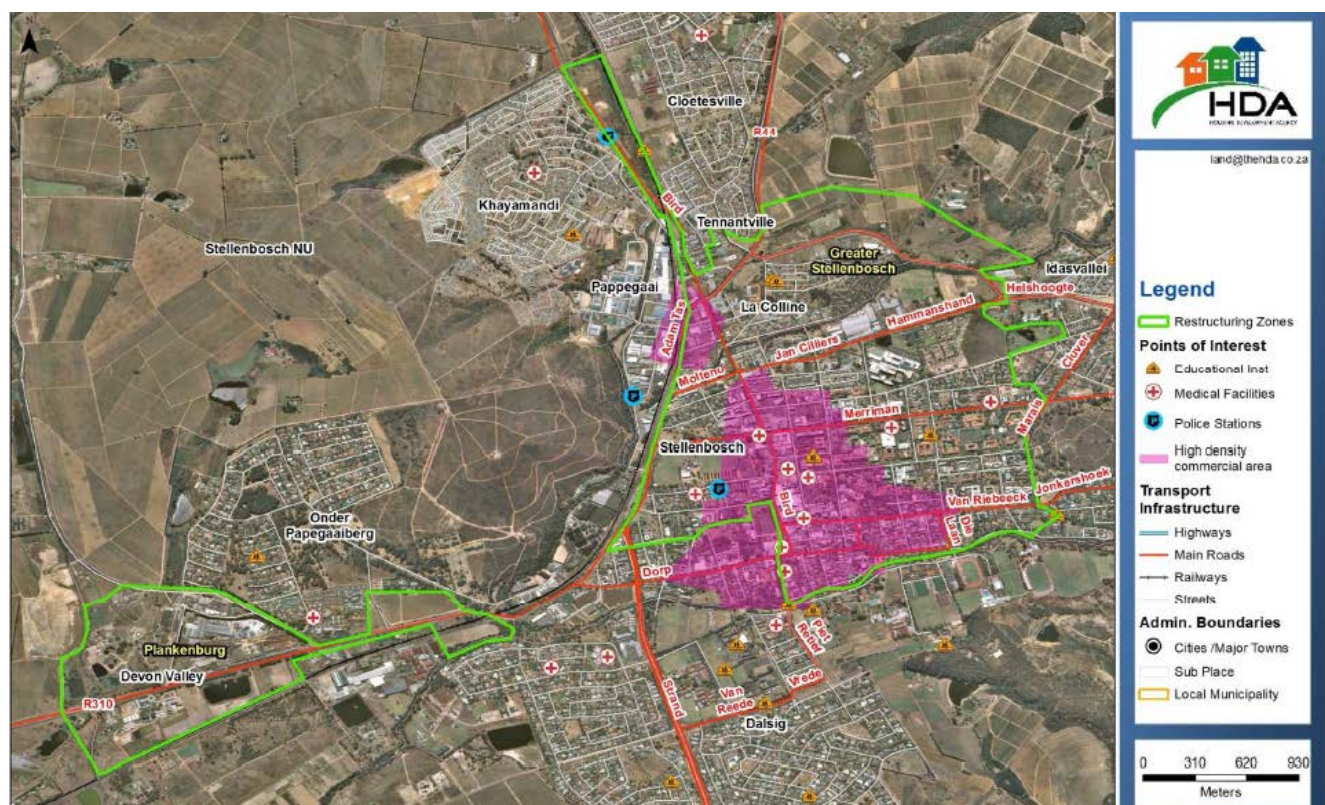 N
Cloetesville
R44
Khayamandi
Bird
Tennantville
Stellenbosch NU
Greater
Stellenbosch
Idasvallei
Pappegaai
Helshoogte
La Colline
Hammanshand
Adam Tas
Jan Cilliers
Cluver
Molteno
Merriman
Marais
Stellenbosch
Bird
Van Riebeeck
Jonkershoek
Onder
Papegaaiberg
Die
Laan
Dorp
Piet
Retief
Plankenburg
Devon Valley
Vrede
Van
Reede
R310
Strand
Dalsig
HDA
HOUSING DEVELOPMENT AGENCY
land@thehda.co.za
Legend
Restructuring Zones
Points of Interest
Educational Inst
Medical Facilities
Police Stations
High density
commercial area
Transport
Infrastructure
Highways
Main Roads
Railways
Streets
Admin. Boundaries
Cities /Major Towns
Sub Place
Local Municipality
0 310 620 930
Meters